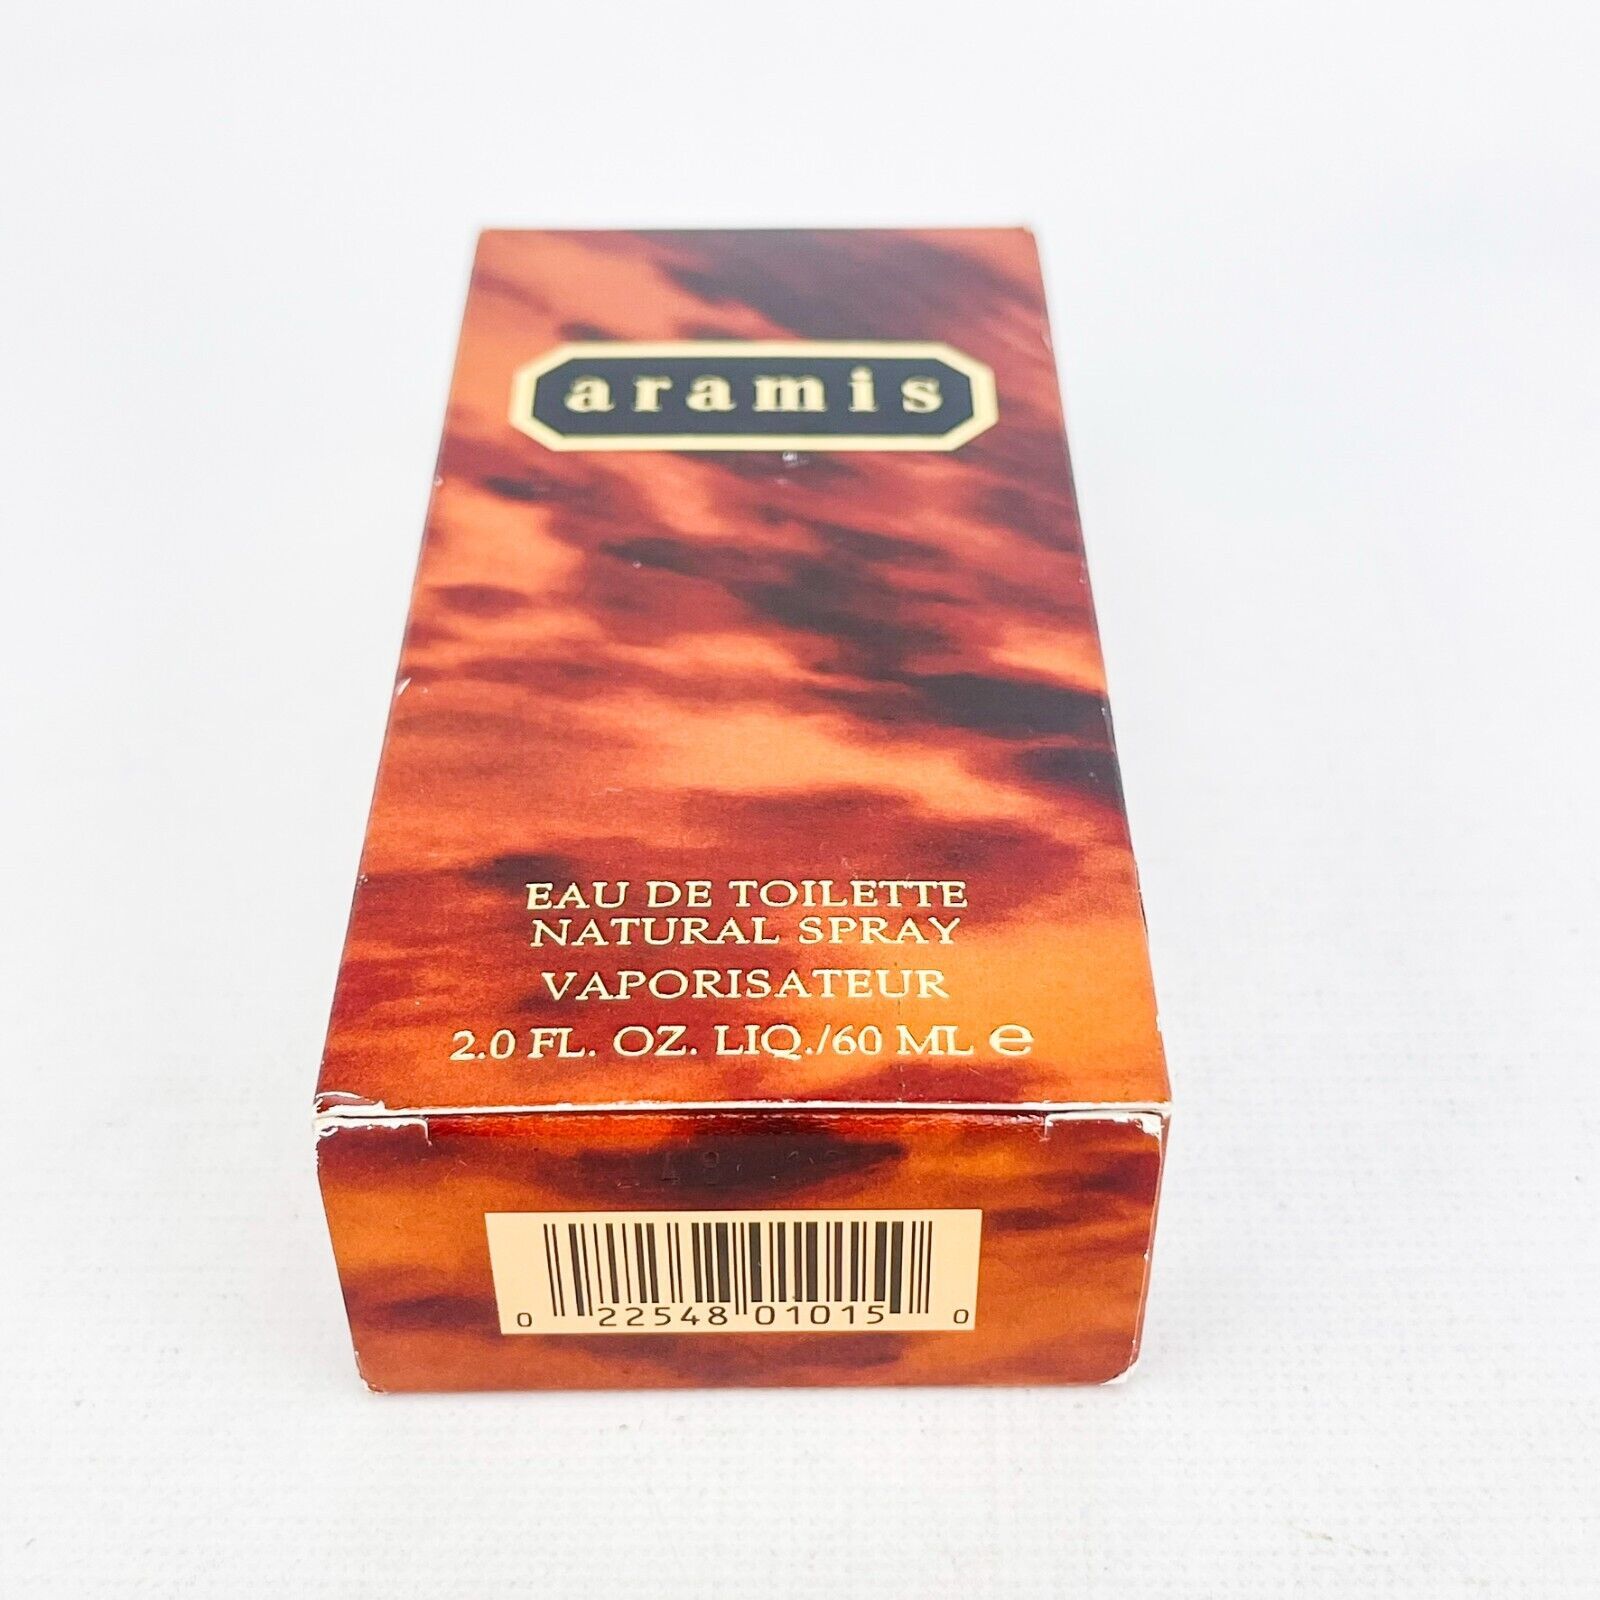 aramis
EAU DE TOILETTE
NATURAL SPRAY
VAPORISATEUR
2.0 FL. OZ. LIQ./60 ML ℮
0 22548 01015 0